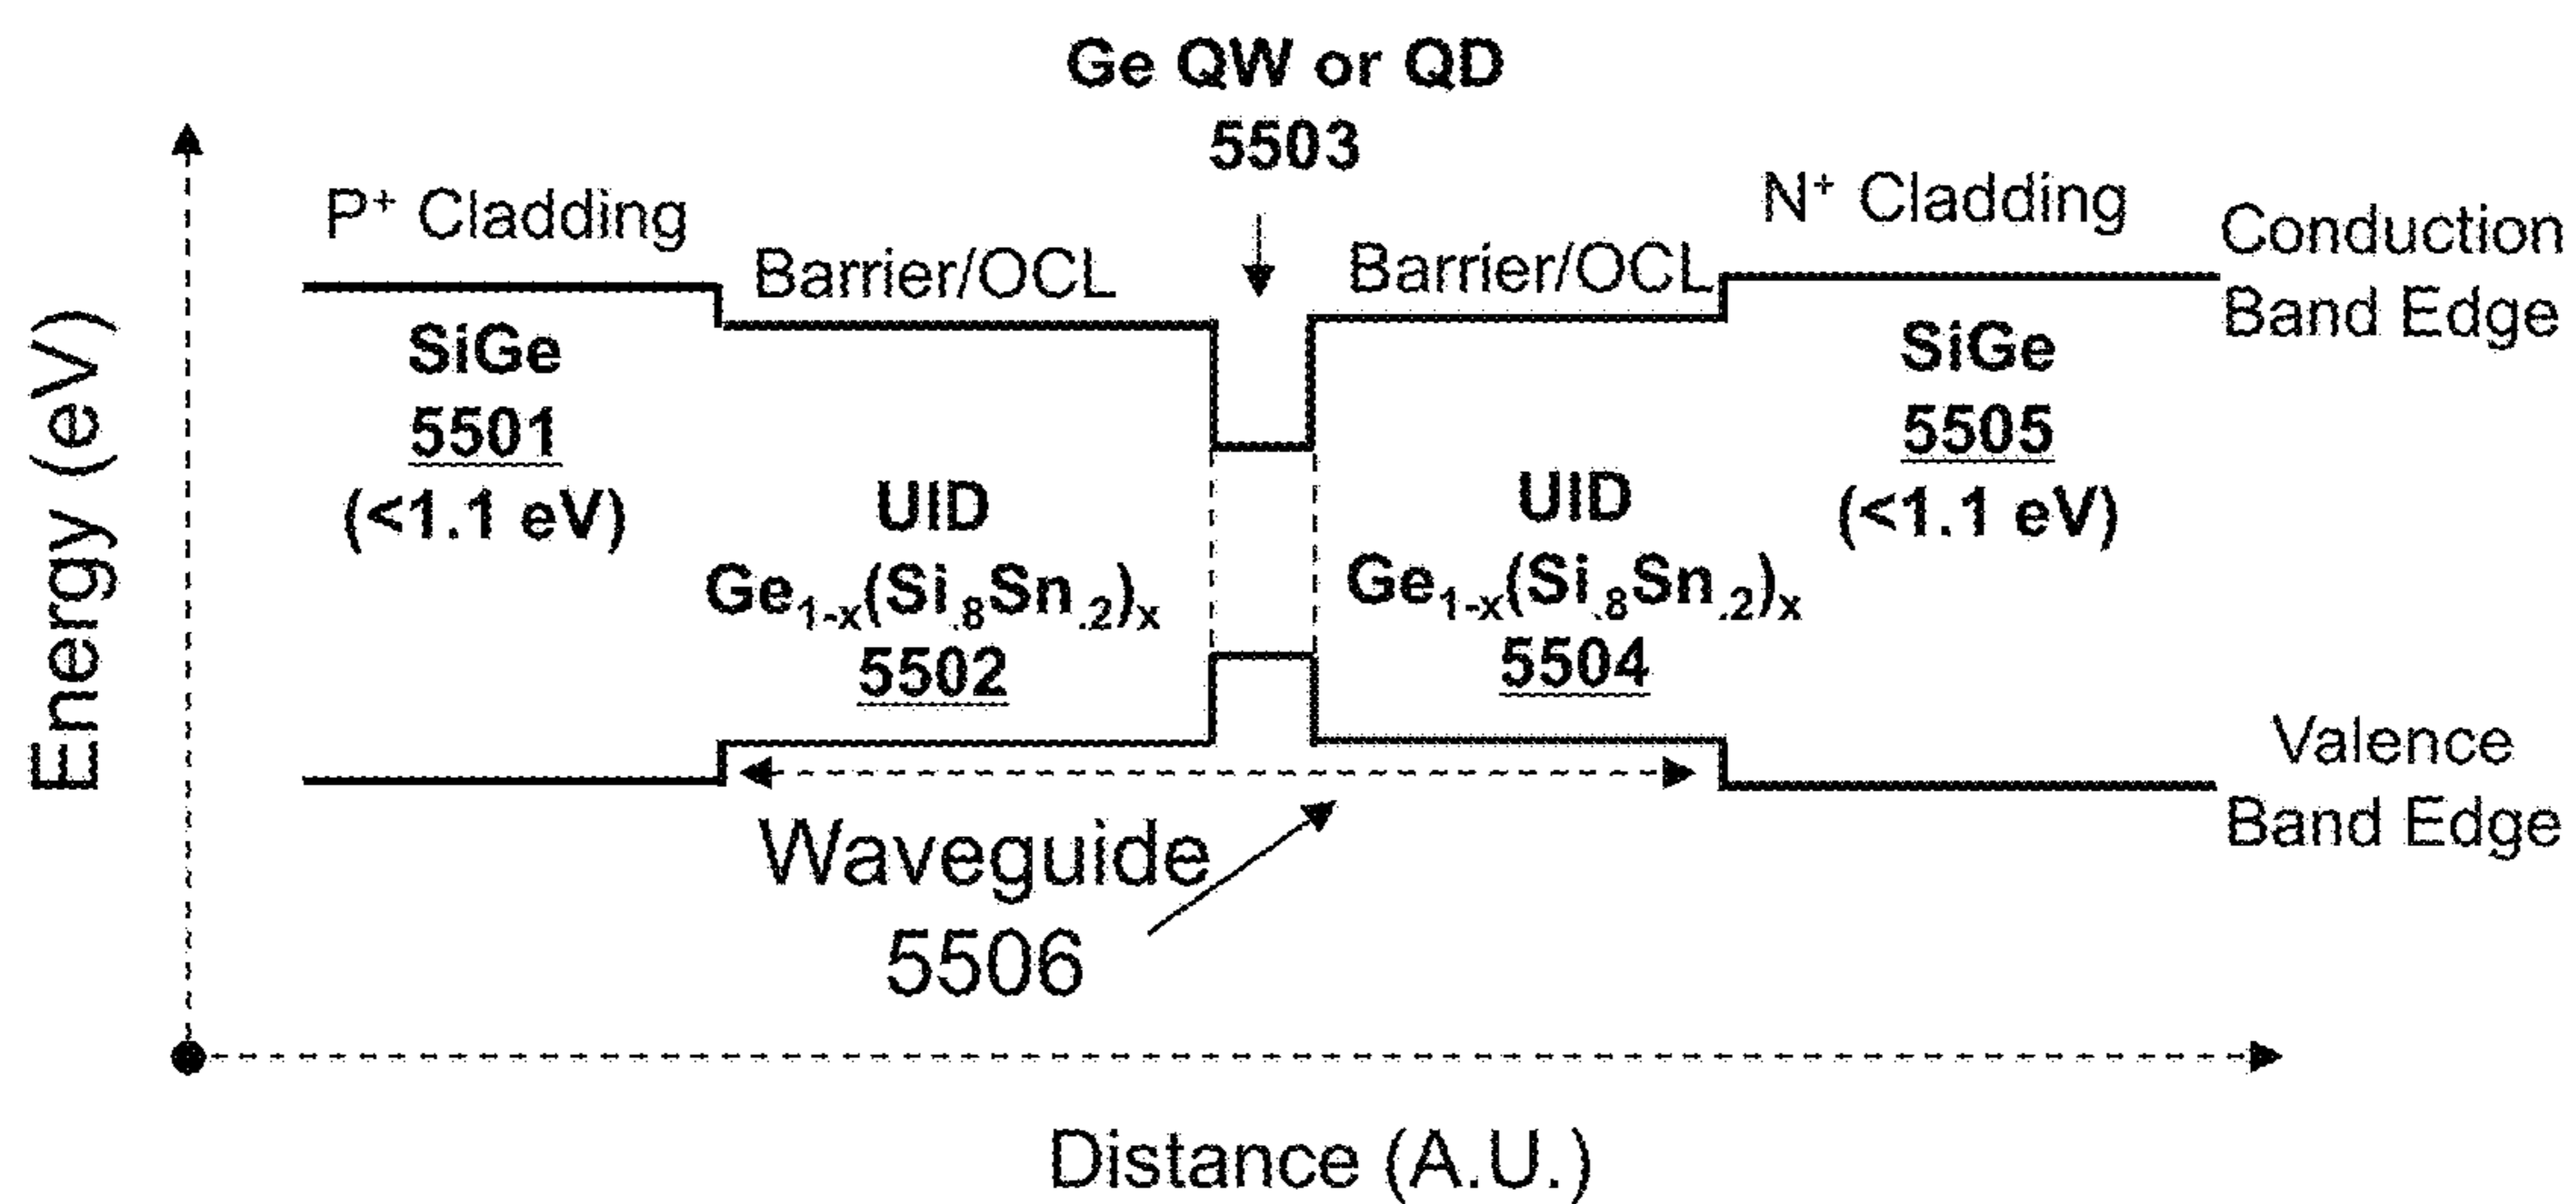 Ge QW or QD
5503
P⁺ Cladding
Barrier/OCL
Barrier/OCL
N⁺ Cladding
Conduction
Band Edge
SiGe
5501
(<1.1 eV)
UID
Ge₁₋ₓ(Si.₈Sn.₂)ₓ
5502
UID
Ge₁₋ₓ(Si.₈Sn.₂)ₓ
5504
SiGe
5505
(<1.1 eV)
Valence
Band Edge
Waveguide
5506
Energy (eV)
Distance (A.U.)